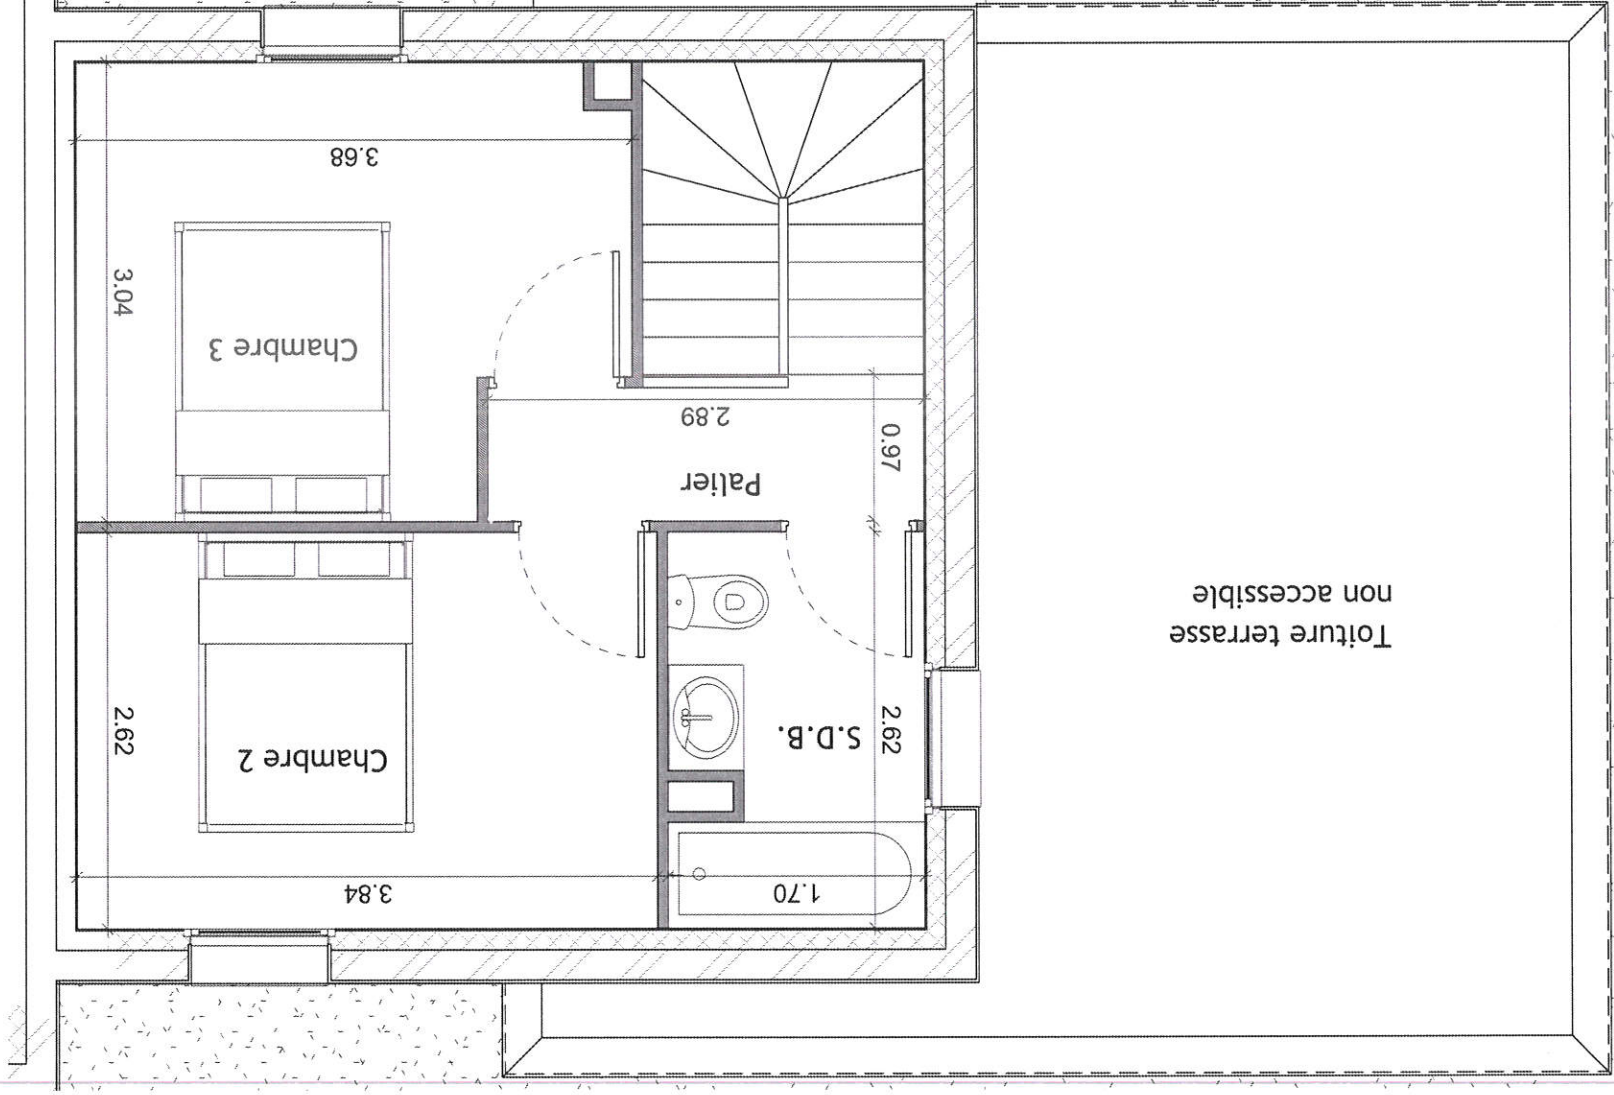 Toiture terrasse
non accessible
1.70
3.84
S.D.B.
2.62
Chambre 2
2.62
Palier
0.97
2.89
Chambre 3
3.04
3.68